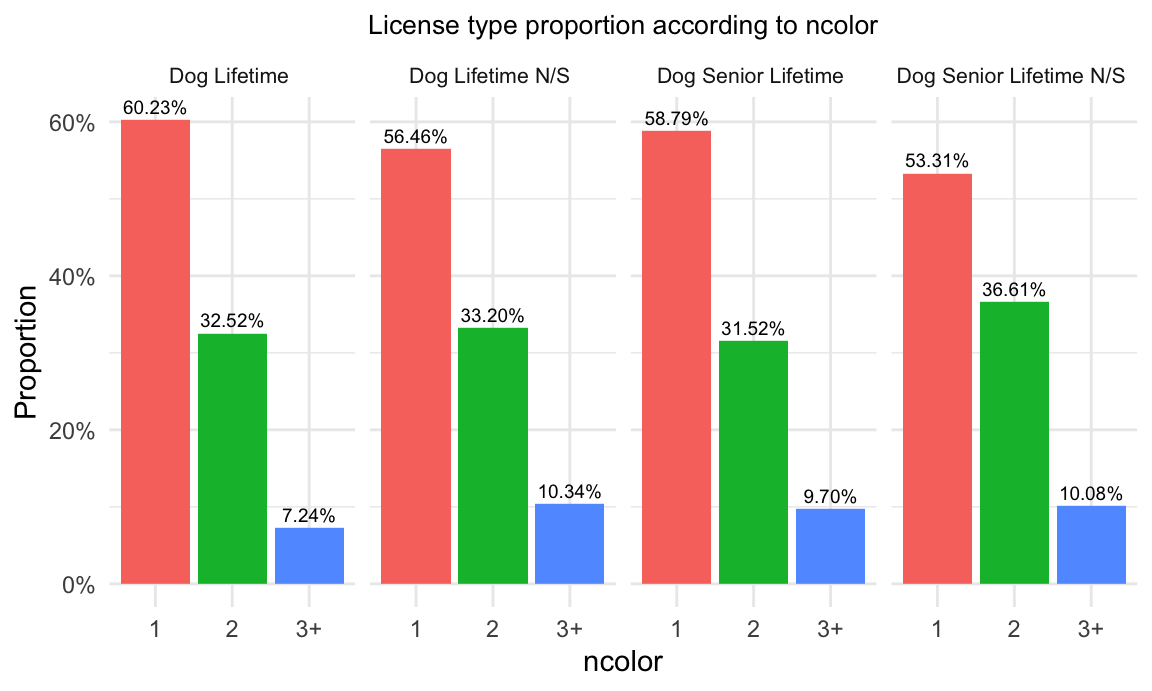 License type proportion according to ncolor
Dog Lifetime
Dog Lifetime N/S
Dog Senior Lifetime
Dog Senior Lifetime N/S
Proportion
60%
40%
20%
0%
60.23%
32.52%
7.24%
56.46%
33.20%
10.34%
58.79%
31.52%
9.70%
53.31%
36.61%
10.08%
1 2 3+
1 2 3+
1 2 3+
1 2 3+
ncolor